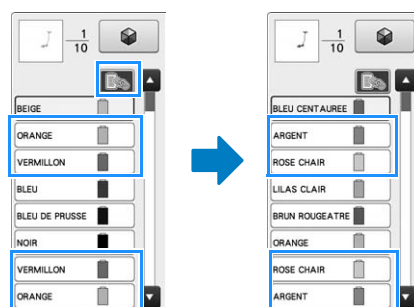 1
10
BEIGE
ORANGE
VERMILLON
BLEU
BLEU DE PRUSSE
NOIR
VERMILLON
ORANGE
1
10
BLEU CENTAUREE
ARGENT
ROSE CHAIR
LILAS CLAIR
BRUN ROUGEATRE
ORANGE
ROSE CHAIR
ARGENT